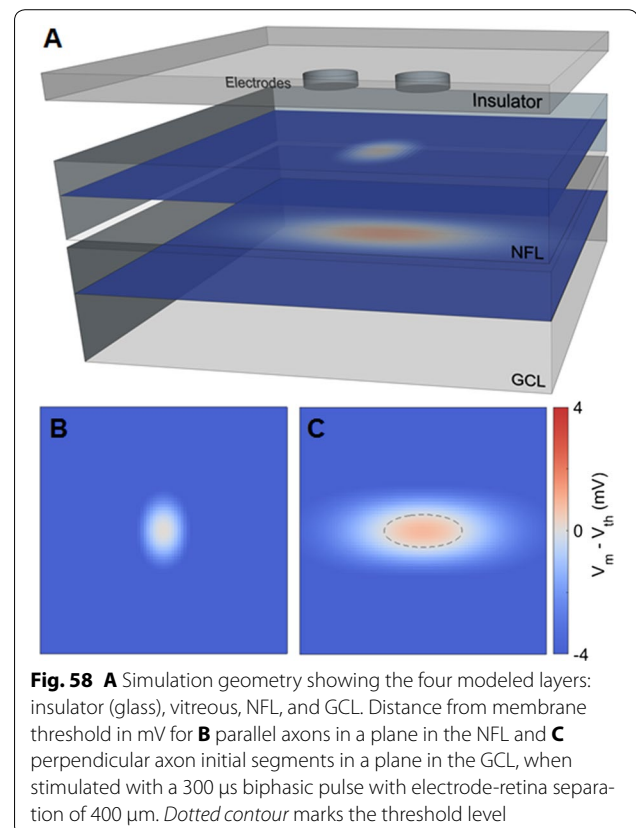 A
Electrodes
Insulator
NFL
GCL
B
C
4
0
-4
V_m - V_th (mV)
Fig. 58 A Simulation geometry showing the four modeled layers:
insulator (glass), vitreous, NFL, and GCL. Distance from membrane
threshold in mV for B parallel axons in a plane in the NFL and C
perpendicular axon initial segments in a plane in the GCL, when
stimulated with a 300 µs biphasic pulse with electrode-retina separa-
tion of 400 µm. Dotted contour marks the threshold level